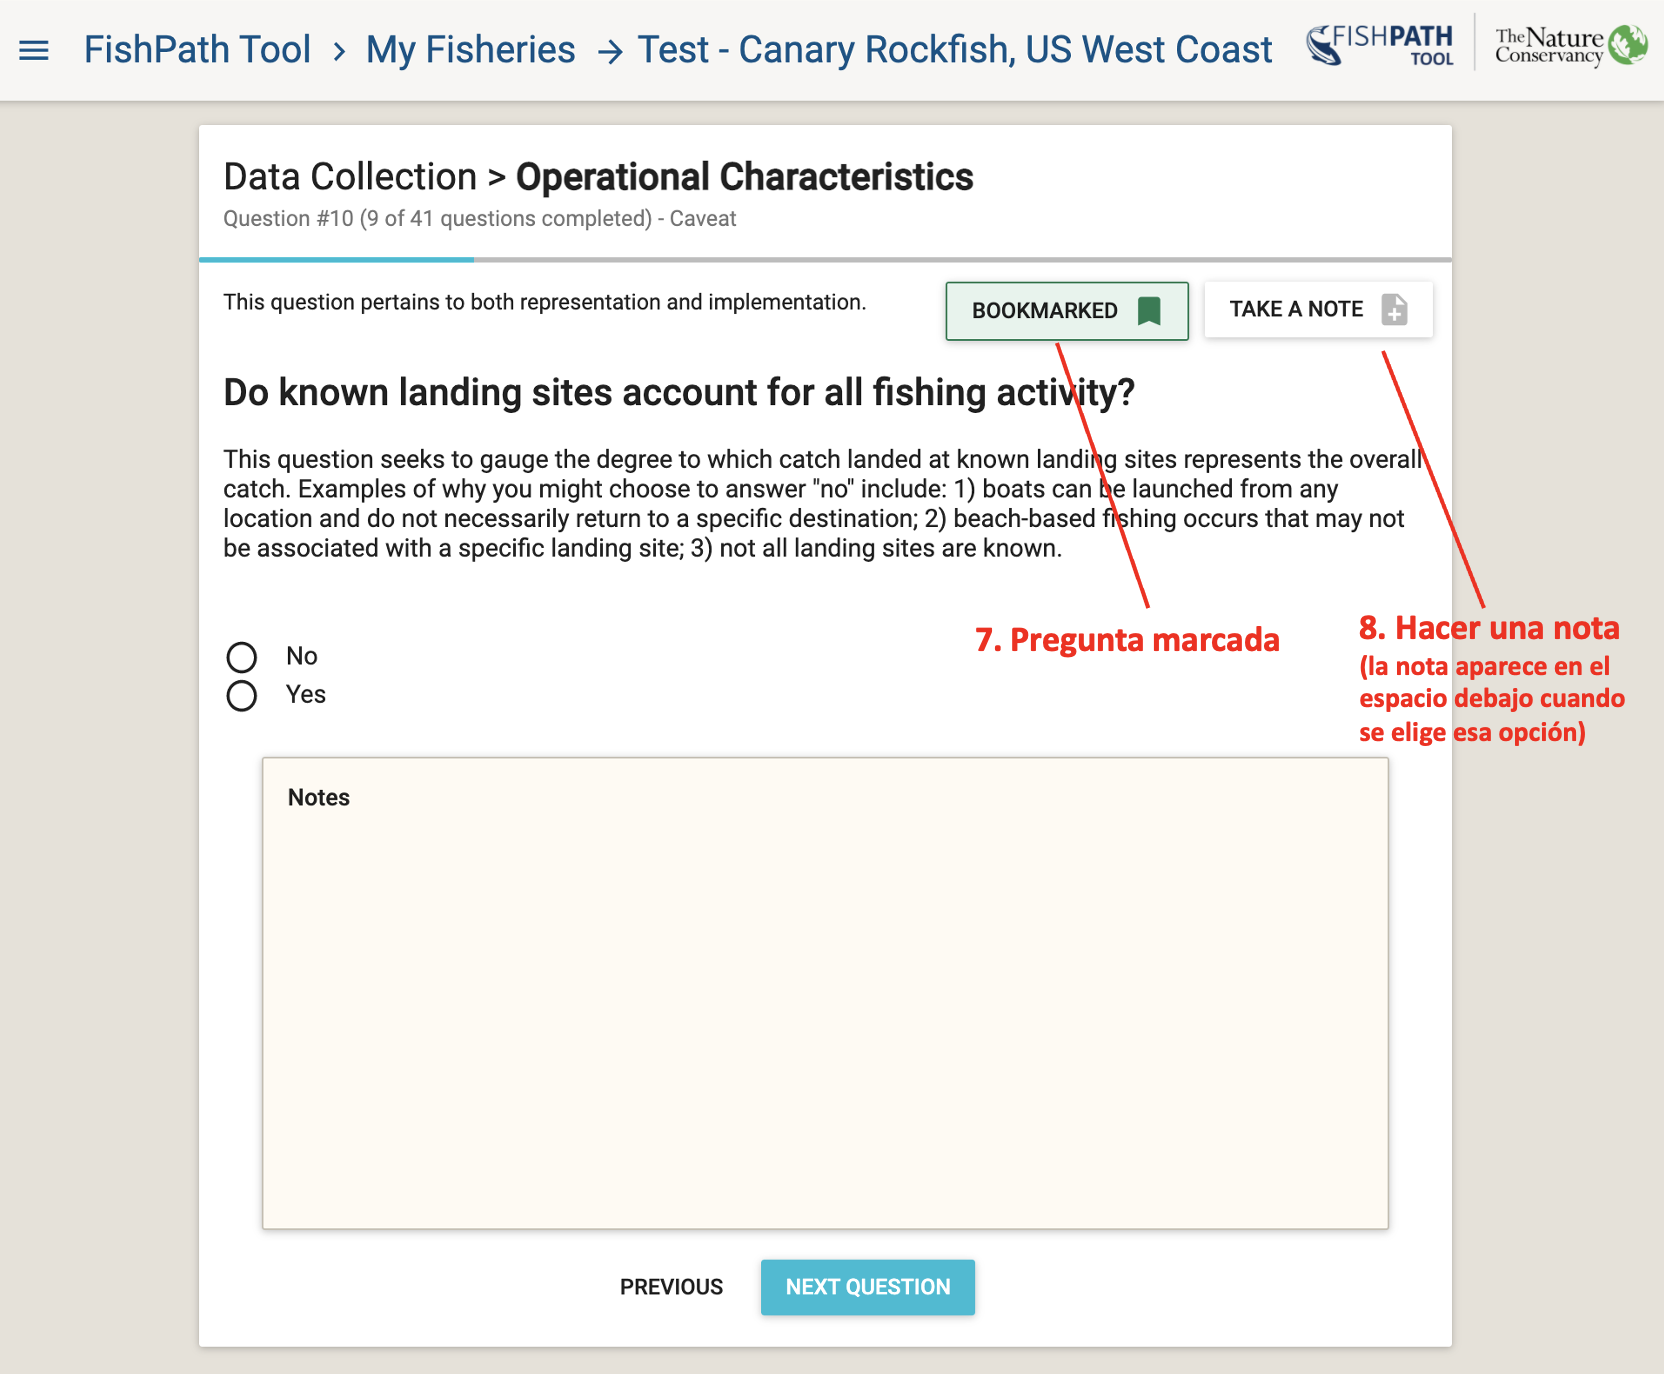 FishPath Tool > My Fisheries → Test - Canary Rockfish, US West Coast
FISHPATH
TOOL
The Nature
Conservancy
Data Collection > Operational Characteristics
Question #10 (9 of 41 questions completed) - Caveat
This question pertains to both representation and implementation.
BOOKMARKED
TAKE A NOTE
Do known landing sites account for all fishing activity?
This question seeks to gauge the degree to which catch landed at known landing sites represents the overall
catch. Examples of why you might choose to answer "no" include: 1) boats can be launched from any
location and do not necessarily return to a specific destination; 2) beach-based fishing occurs that may not
be associated with a specific landing site; 3) not all landing sites are known.
7. Pregunta marcada
8. Hacer una nota
(la nota aparece en el
espacio debajo cuando
se elige esa opción)
No
Yes
Notes
PREVIOUS
NEXT QUESTION